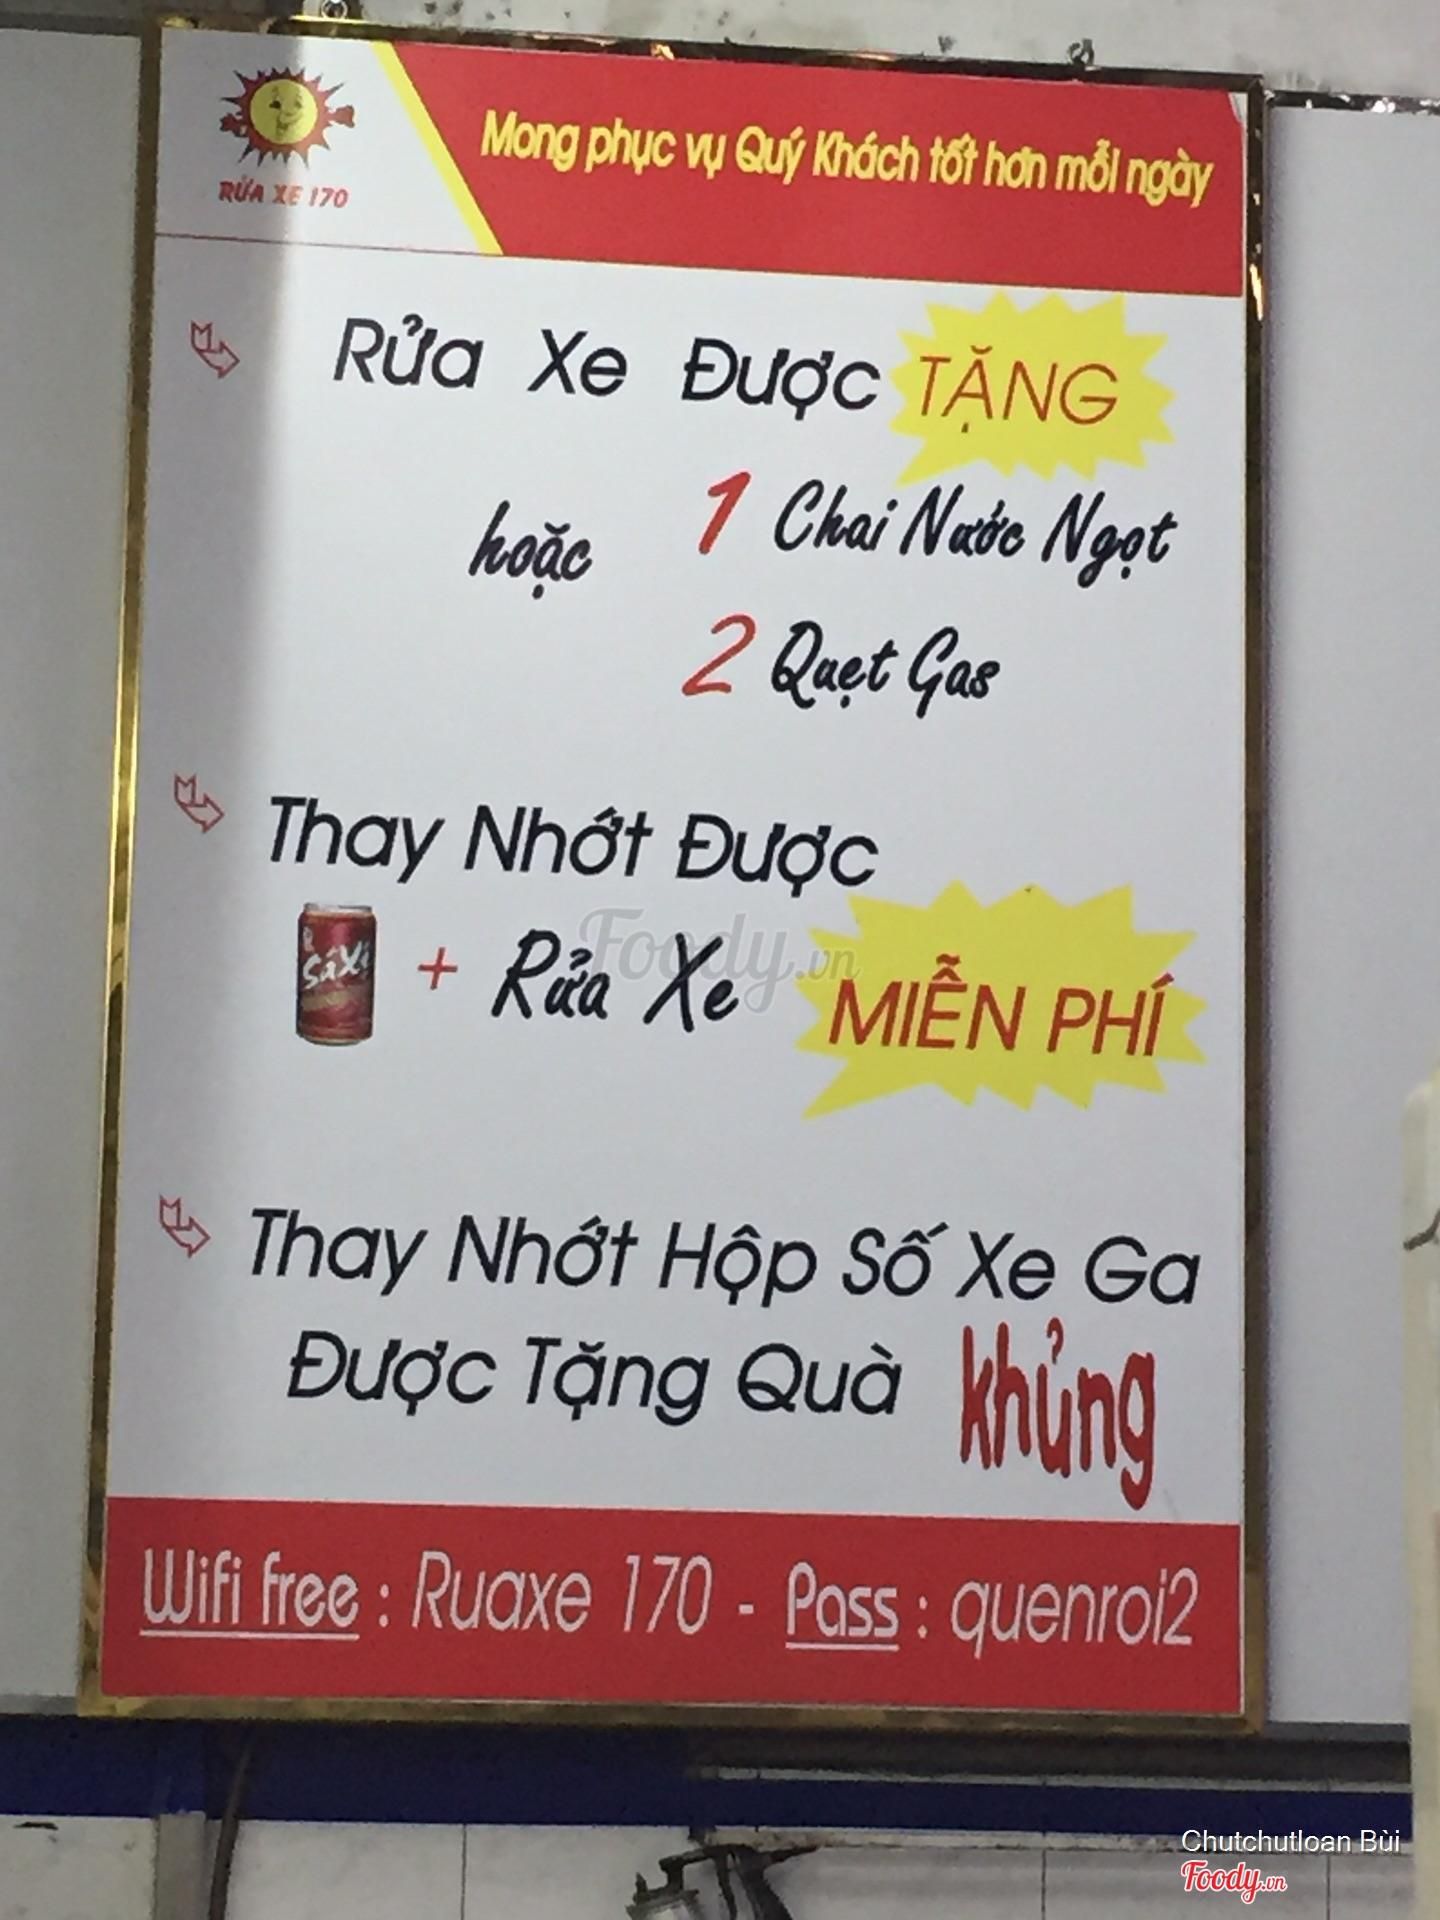 RỬA XE 170
Mong phục vụ Quý Khách tốt hơn mỗi ngày
Rửa Xe Được TẶNG
hoặc
1 Chai Nước Ngọt
2 Quẹt Gas
Thay Nhớt Được
Sá Xị + Rửa Xe MIỄN PHÍ
Foody.vn
Thay Nhớt Hộp Số Xe Ga
Được Tặng Quà khủng
Wifi free : Ruaxe 170 - Pass : quenroi2
Chutchutloan Bùi
Foody.vn